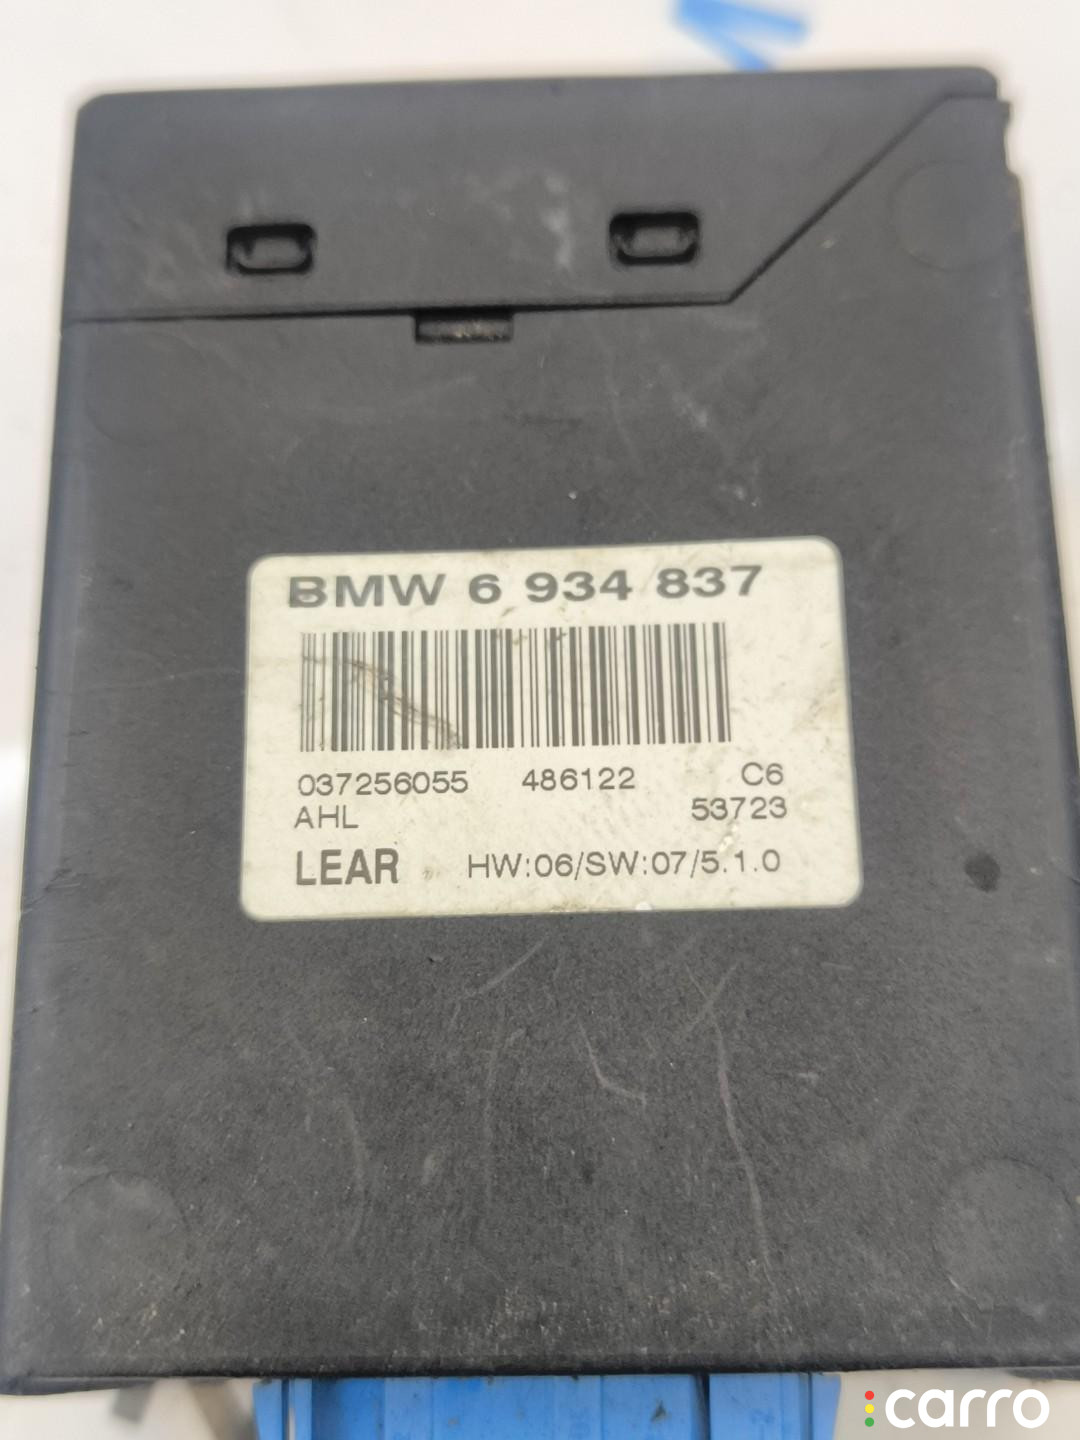 BMW 6 934 837
037256055 486122 C6
AHL 53723
LEAR HW:06/SW:07/5.1.0
carro